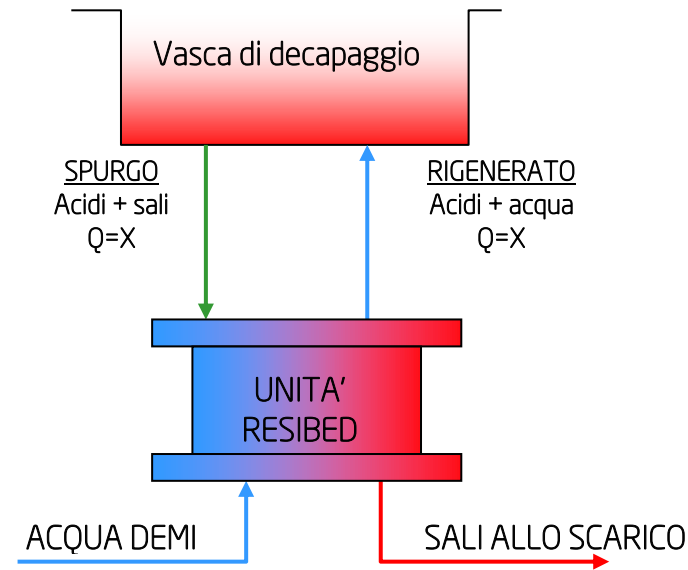 Vasca di decapaggio
SPURGO
Acidi + sali
Q=X
RIGENERATO
Acidi + acqua
Q=X
UNITA'
RESIBED
ACQUA DEMI
SALI ALLO SCARICO